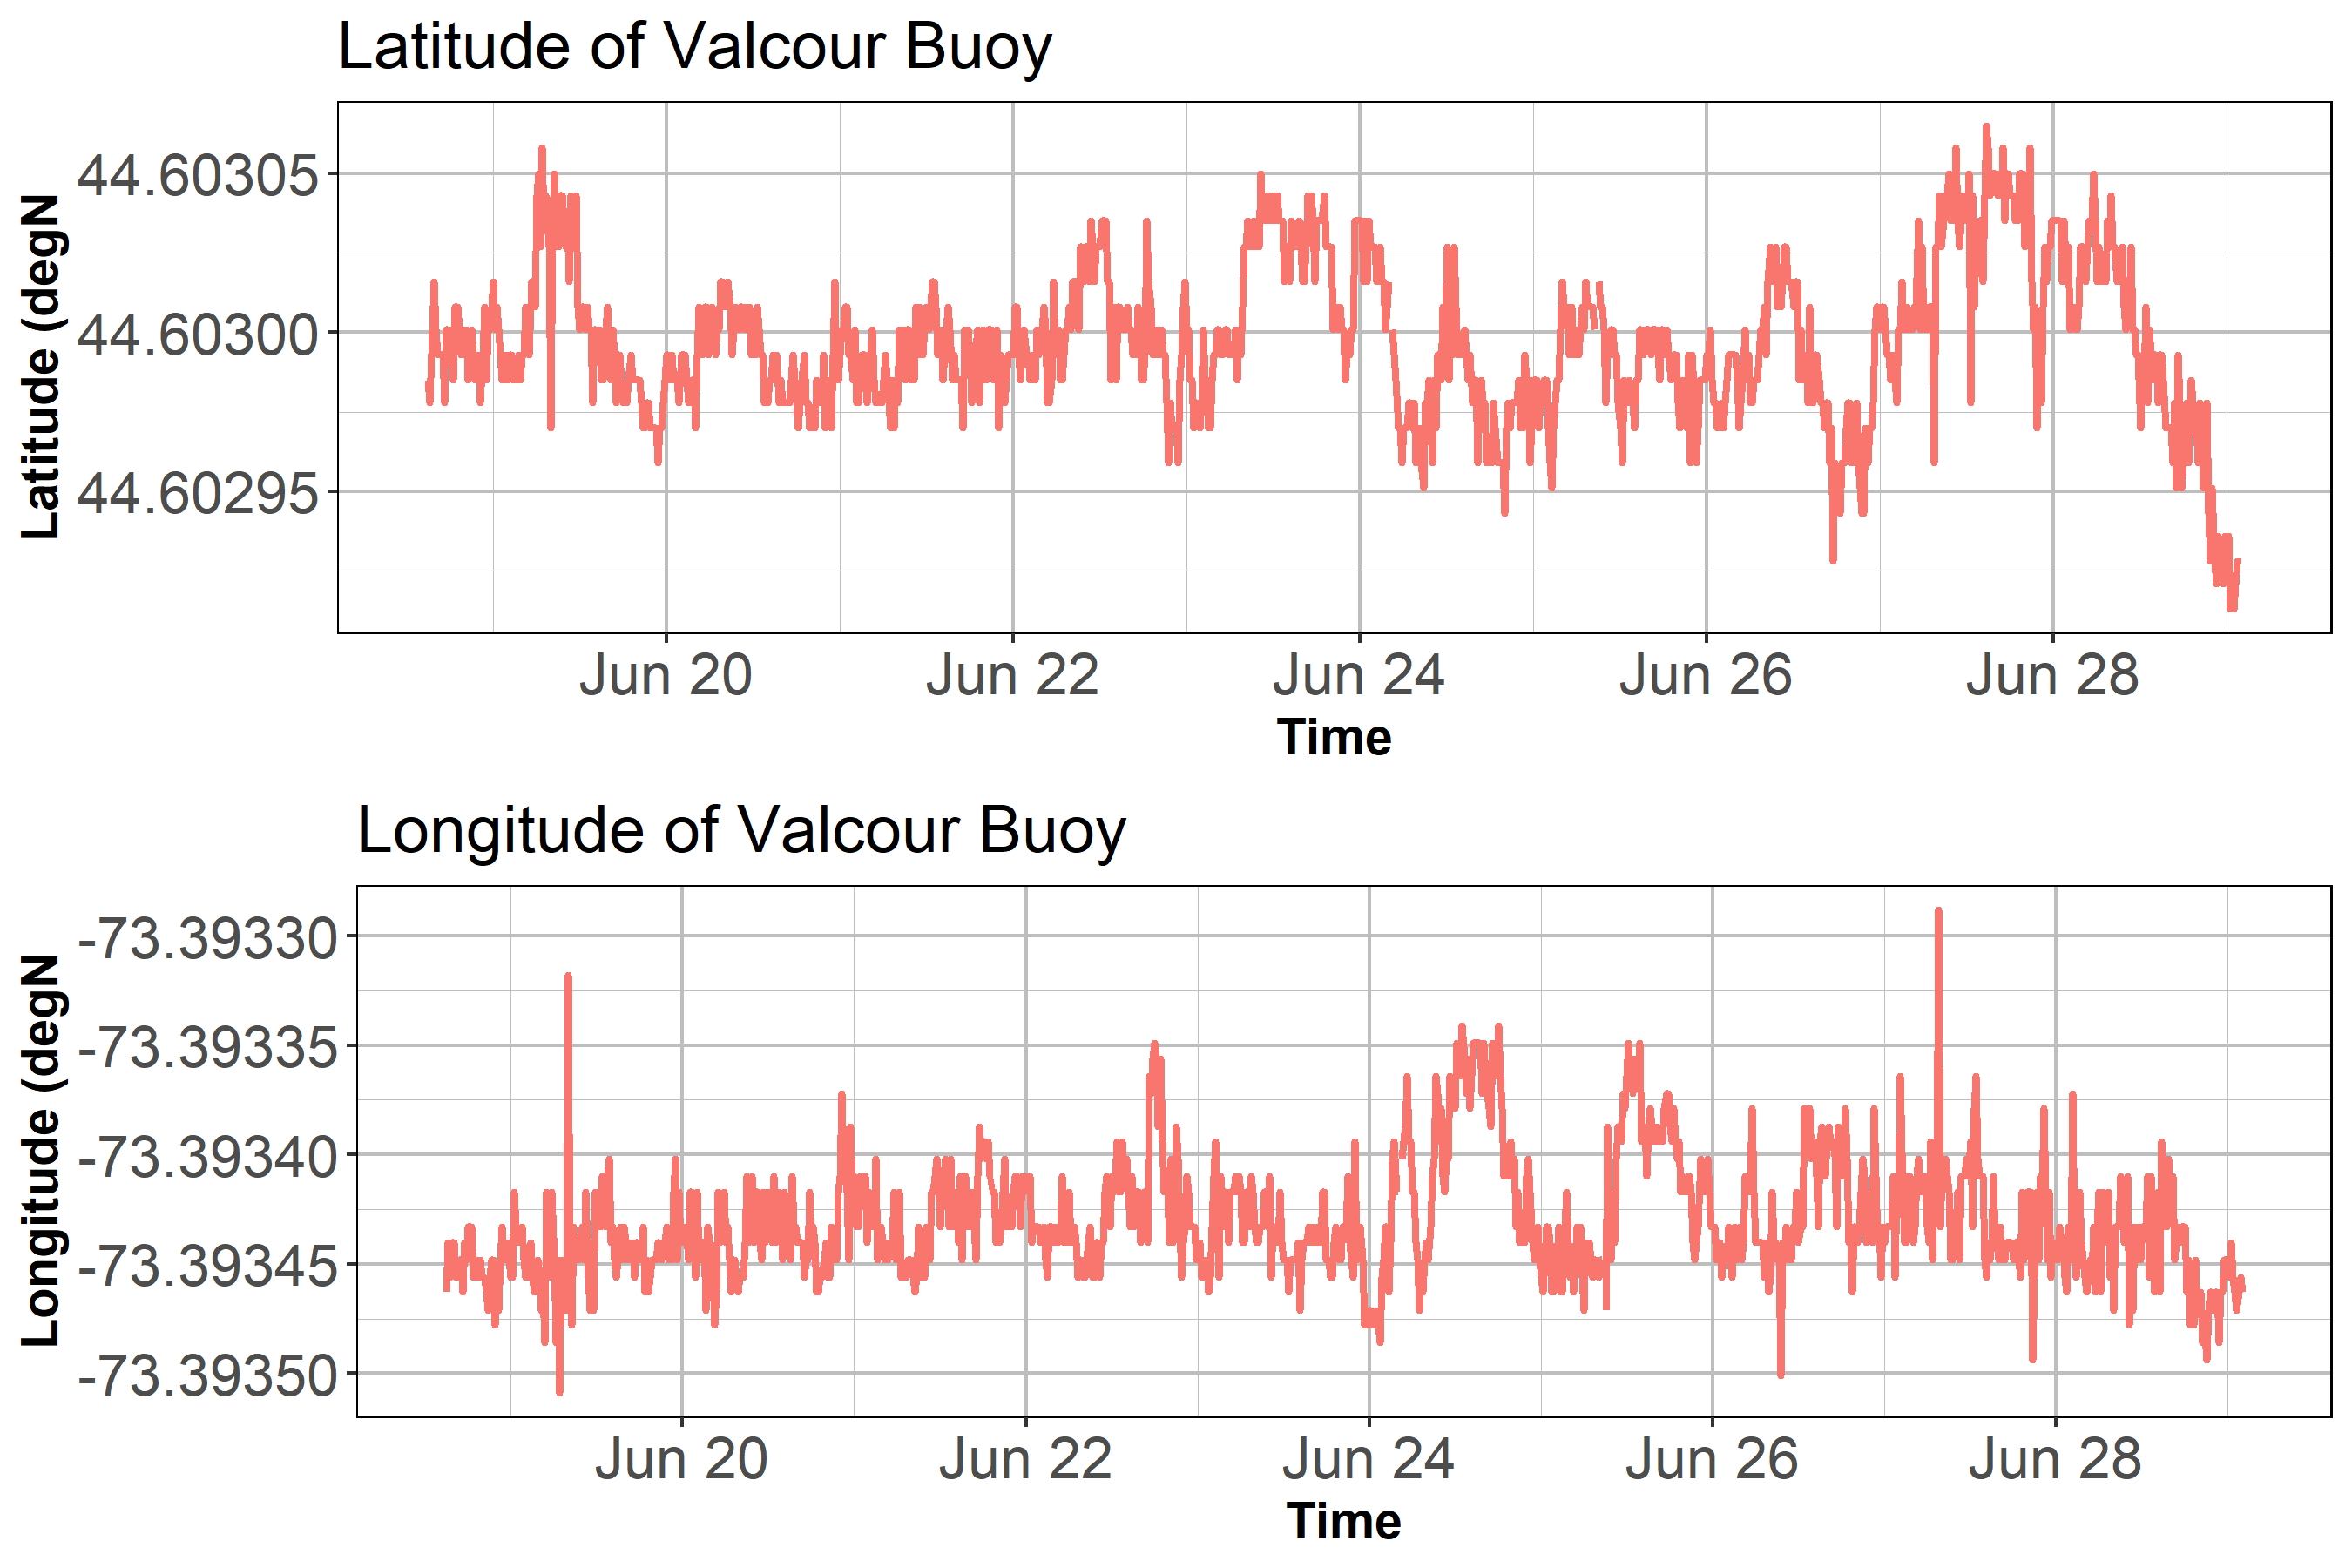 Latitude of Valcour Buoy
Latitude (degN
44.60305
44.60300
44.60295
Jun 20 Jun 22 Jun 24 Jun 26 Jun 28
Time
Longitude of Valcour Buoy
Longitude (degN
-73.39330
-73.39335
-73.39340
-73.39345
-73.39350
Jun 20 Jun 22 Jun 24 Jun 26 Jun 28
Time